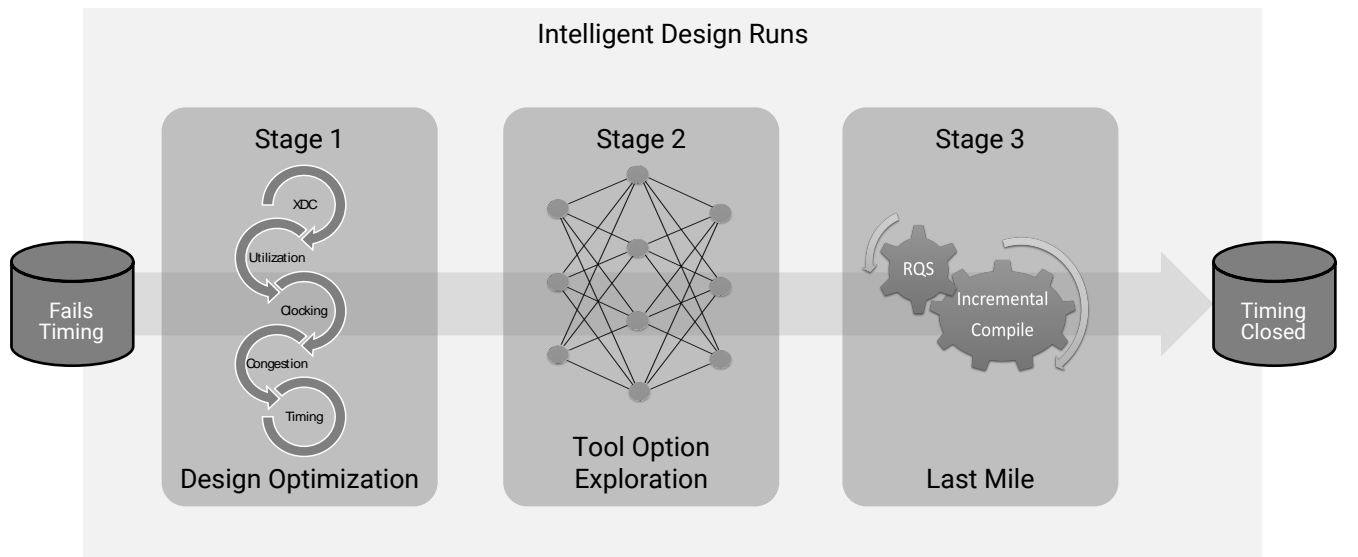 Intelligent Design Runs
Stage 1
XDC
Utilization
Clocking
Congestion
Timing
Design Optimization
Stage 2
Tool Option
Exploration
Stage 3
RQS
Incremental
Compile
Last Mile
Fails
Timing
Timing
Closed